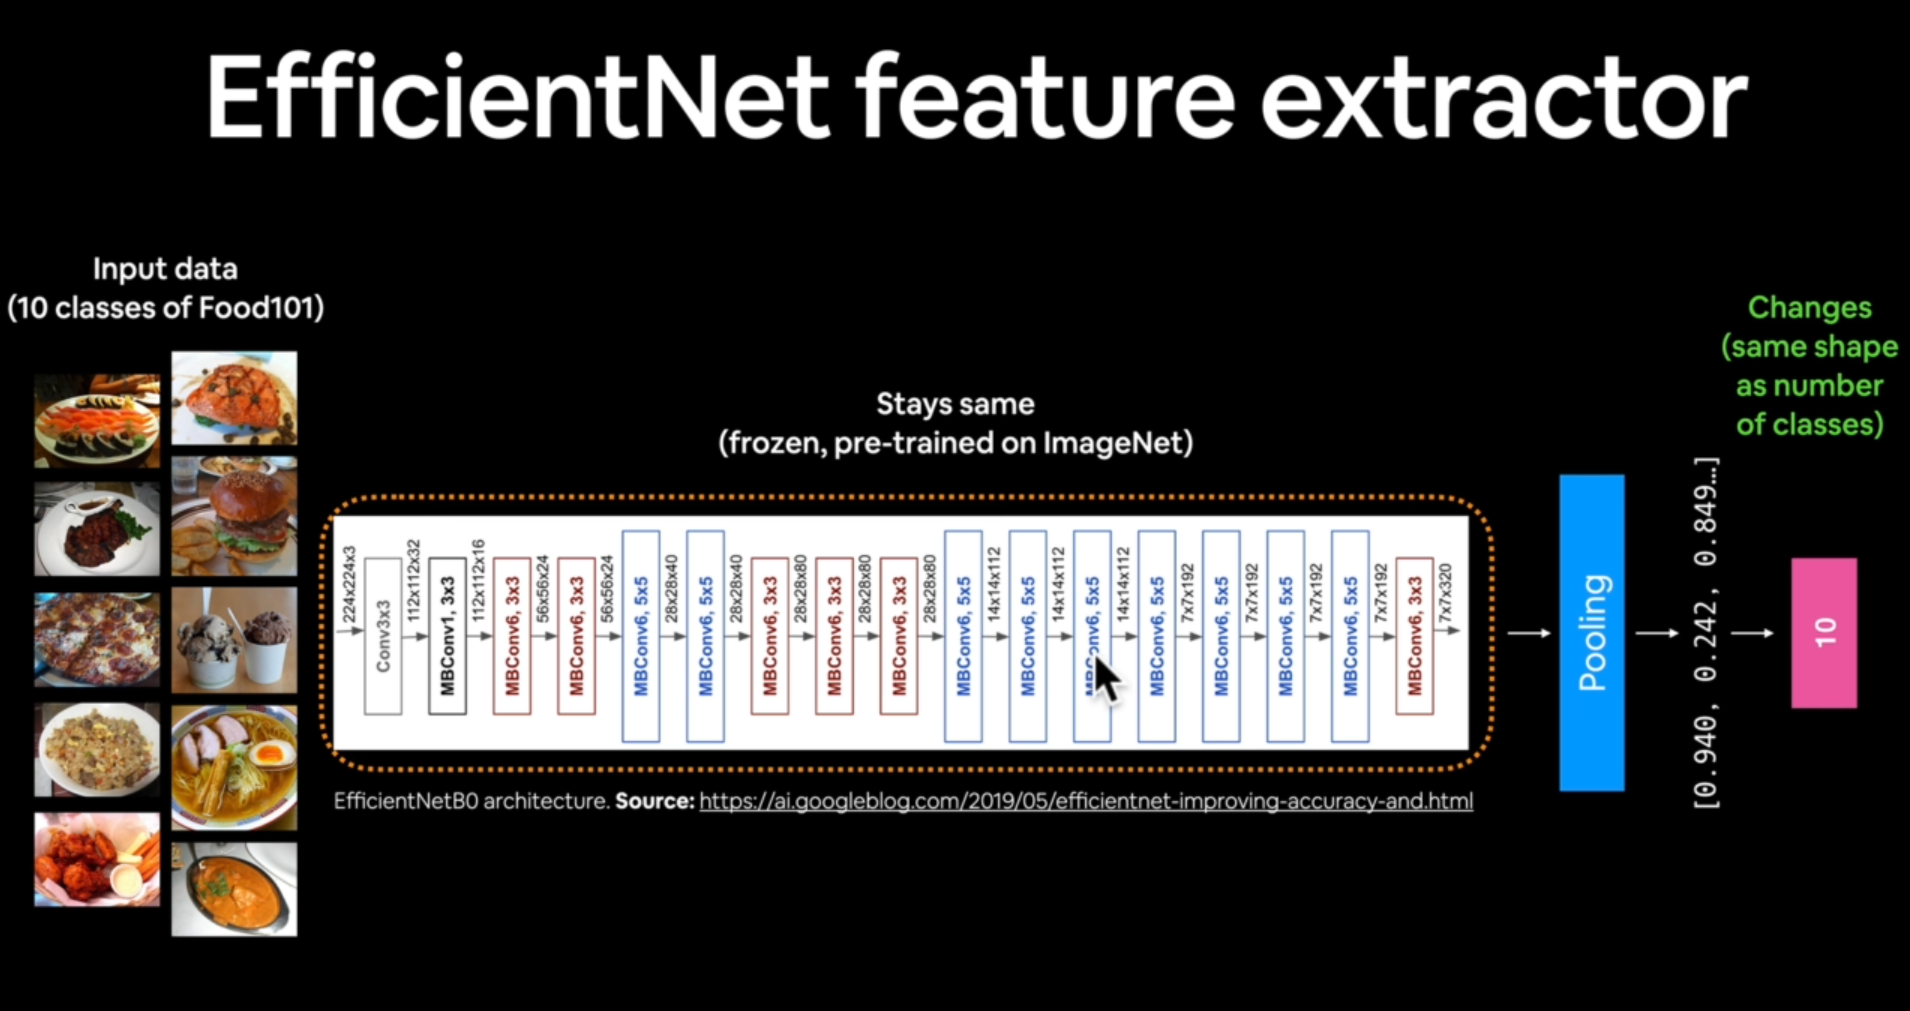 EfficientNet feature extractor
Input data
(10 classes of Food101)
Stays same
(frozen, pre-trained on ImageNet)
224x224x3
Conv3x3
112x112x32
MBConv1, 3x3
112x112x16
MBConv6, 3x3
56x56x24
MBConv6, 3x3
56x56x24
MBConv6, 5x5
28x28x40
MBConv6, 5x5
28x28x40
MBConv6, 3x3
28x28x80
MBConv6, 3x3
28x28x80
MBConv6, 3x3
28x28x80
MBConv6, 5x5
14x14x112
MBConv6, 5x5
14x14x112
MBConv6, 5x5
14x14x112
MBConv6, 5x5
7x7x192
MBConv6, 5x5
7x7x192
MBConv6, 5x5
7x7x192
MBConv6, 5x5
7x7x192
MBConv6, 3x3
7x7x320
EfficientNetB0 architecture. Source: https://ai.googleblog.com/2019/05/efficientnet-improving-accuracy-and.html
Pooling
[0.940, 0.242, 0.849…]
Changes
(same shape
as number
of classes)
10